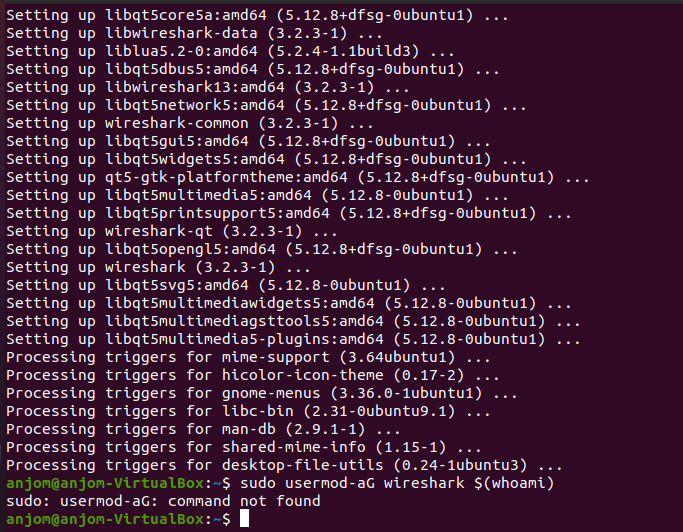 Setting up libqt5core5a:amd64 (5.12.8+dfsg-0ubuntu1) ...
Setting up libwireshark-data (3.2.3-1) ...
Setting up liblua5.2-0:amd64 (5.2.4-1.1build3) ...
Setting up libqt5dbus5:amd64 (5.12.8+dfsg-0ubuntu1) ...
Setting up libwireshark13:amd64 (3.2.3-1) ...
Setting up libqt5network5:amd64 (5.12.8+dfsg-0ubuntu1) ...
Setting up wireshark-common (3.2.3-1) ...
Setting up libqt5gui5:amd64 (5.12.8+dfsg-0ubuntu1) ...
Setting up libqt5widgets5:amd64 (5.12.8+dfsg-0ubuntu1) ...
Setting up qt5-gtk-platformtheme:amd64 (5.12.8+dfsg-0ubuntu1) ...
Setting up libqt5multimedia5:amd64 (5.12.8-0ubuntu1) ...
Setting up libqt5printsupport5:amd64 (5.12.8+dfsg-0ubuntu1) ...
Setting up wireshark-qt (3.2.3-1) ...
Setting up libqt5opengl5:amd64 (5.12.8+dfsg-0ubuntu1) ...
Setting up wireshark (3.2.3-1) ...
Setting up libqt5svg5:amd64 (5.12.8-0ubuntu1) ...
Setting up libqt5multimediawidgets5:amd64 (5.12.8-0ubuntu1) ...
Setting up libqt5multimediagsttools5:amd64 (5.12.8-0ubuntu1) ...
Setting up libqt5multimedia5-plugins:amd64 (5.12.8-0ubuntu1) ...
Processing triggers for mime-support (3.64ubuntu1) ...
Processing triggers for hicolor-icon-theme (0.17-2) ...
Processing triggers for gnome-menus (3.36.0-1ubuntu1) ...
Processing triggers for libc-bin (2.31-0ubuntu9.1) ...
Processing triggers for man-db (2.9.1-1) ...
Processing triggers for shared-mime-info (1.15-1) ...
Processing triggers for desktop-file-utils (0.24-1ubuntu3) ...
anjom@anjom-VirtualBox:~$ sudo usermod-aG wireshark $(whoami)
sudo: usermod-aG: command not found
anjom@anjom-VirtualBox:~$